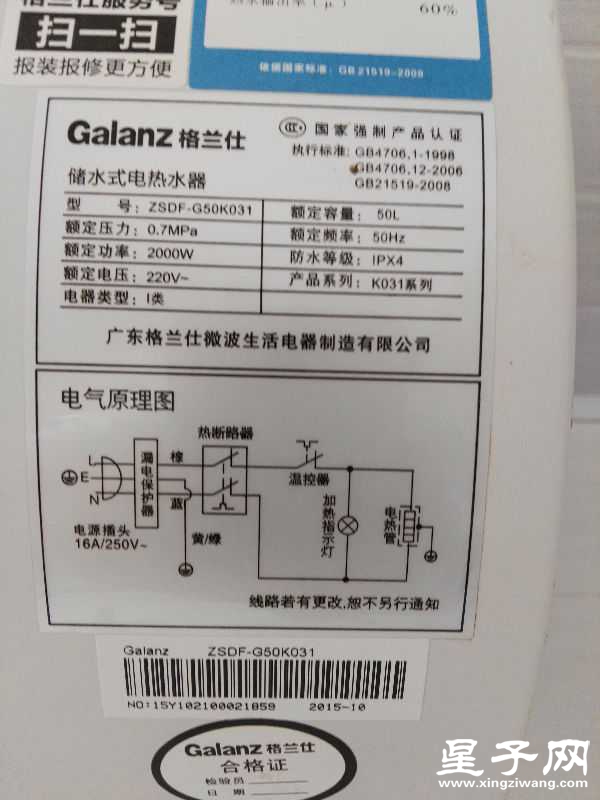 格兰仕服务号
扫一扫
报装报修更方便
热水输出率（μ） 60%
依据国家标准：GB 21519-2008
Galanz 格兰仕
国家强制产品认证
执行标准: GB4706.1-1998
GB4706.12-2006
GB21519-2008
储水式电热水器
型 号: ZSDF-G50K031
额定容量: 50L
额定压力: 0.7MPa
额定频率: 50Hz
额定功率: 2000W
防水等级: IPX4
额定电压: 220V~
产品系列: K031系列
电器类型: I类
广东格兰仕微波生活电器制造有限公司
电气原理图
L
E
N
漏电保护器
棕
蓝
热断路器
温控器
加热指示灯
电热管
电源插头
16A/250V~
黄/绿
线路若有更改,恕不另行通知
Galanz ZSDF-G50K031
NO:15Y102100021859 2015-10
Galanz 格兰仕
合格证
检验员
日期
星子网
www.xingziwang.com